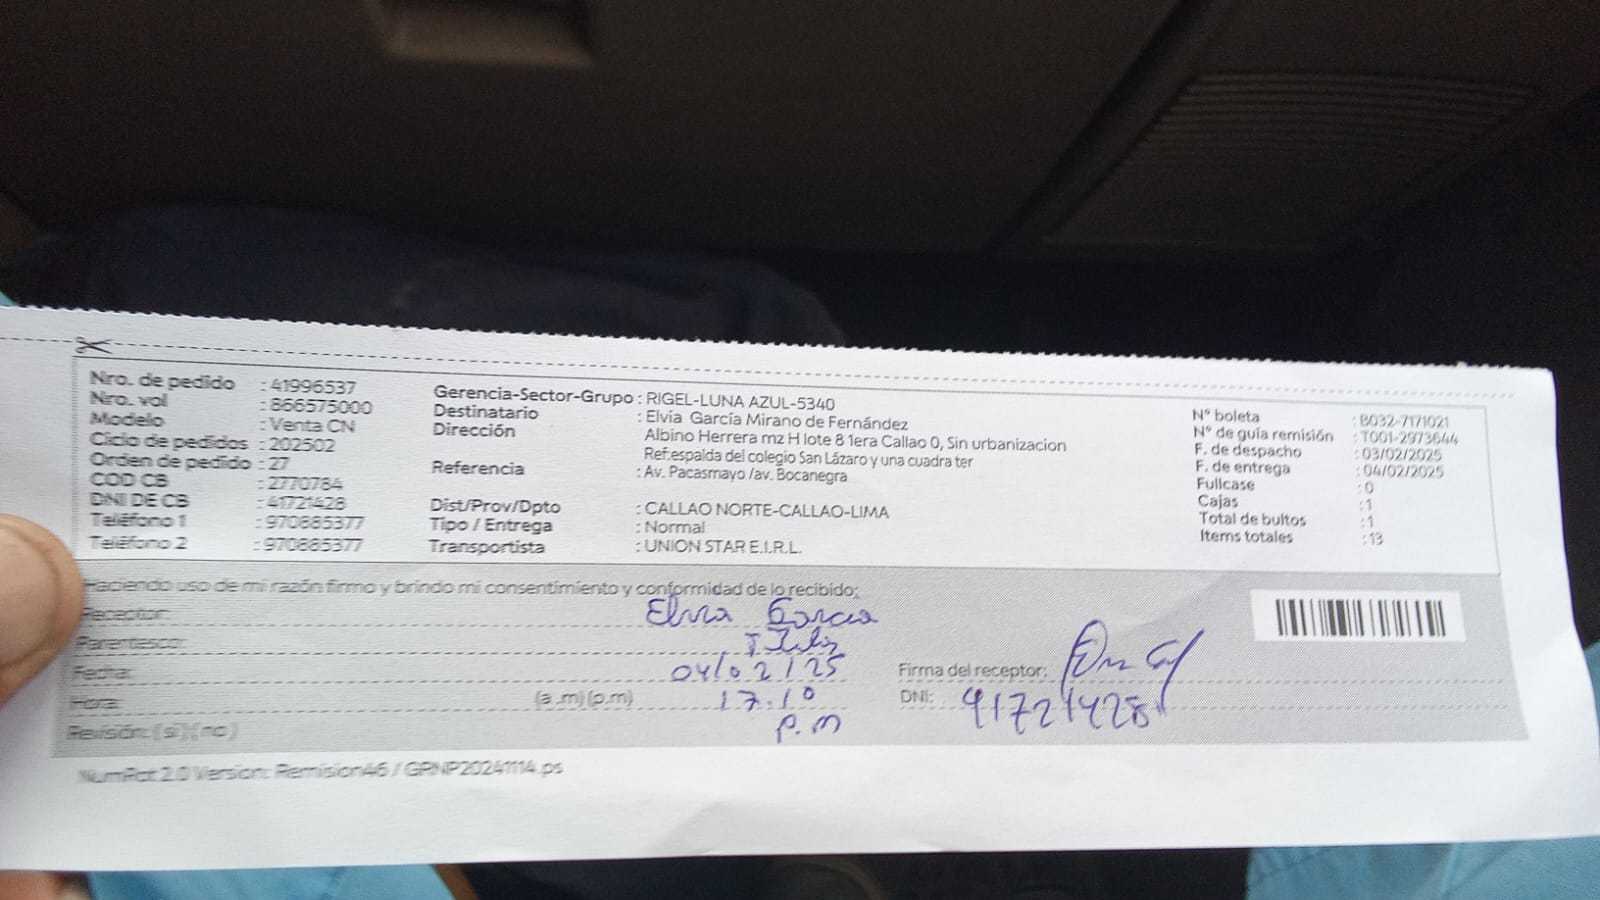 Nro. de pedido : 41996537
Nro. vol : 866575000
Modelo : Venta CN
Ciclo de pedidos : 202502
Orden de pedido : 27
COD CB : 2770784
DNI DE CB : 41721428
Teléfono 1 : 970885377
Teléfono 2 : 970885377
Gerencia-Sector-Grupo : RIGEL-LUNA AZUL-5340
Destinatario : Elvia García Mirano de Fernández
Dirección Albino Herrera mz H lote 8 1era Callao 0, Sin urbanizacion
Ref:espalda del colegio San Lázaro y una cuadra ter
Referencia : Av. Pacasmayo /av. Bocanegra
Dist/Prov/Dpto : CALLAO NORTE-CALLAO-LIMA
Tipo / Entrega : Normal
Transportista : UNION STAR E.I.R.L.
N° boleta : B032-7171021
N° de guía remisión : T001-2973644
F. de despacho : 03/02/2025
F. de entrega : 04/02/2025
Fullcase : 0
Cajas : 1
Total de bultos : 1
Items totales : 13
Haciendo uso de mi razón firmo y brindo mi consentimiento y conformidad de lo recibido:
Receptor: Elvia Garcia
Parentesco:
Fecha: 04/02/25
Hora: (a .m) (p.m) 17.10
p.m
Revisión: ( si ) ( no )
Firma del receptor:
DNI: 41721428
NumRot 2.0 Version: Remision46 / GRNP20241114.ps